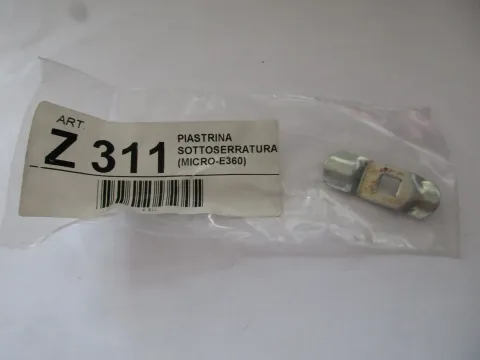 ART.
Z 311
PIASTRINA
SOTTOSERRATURA
(MICRO-E360)